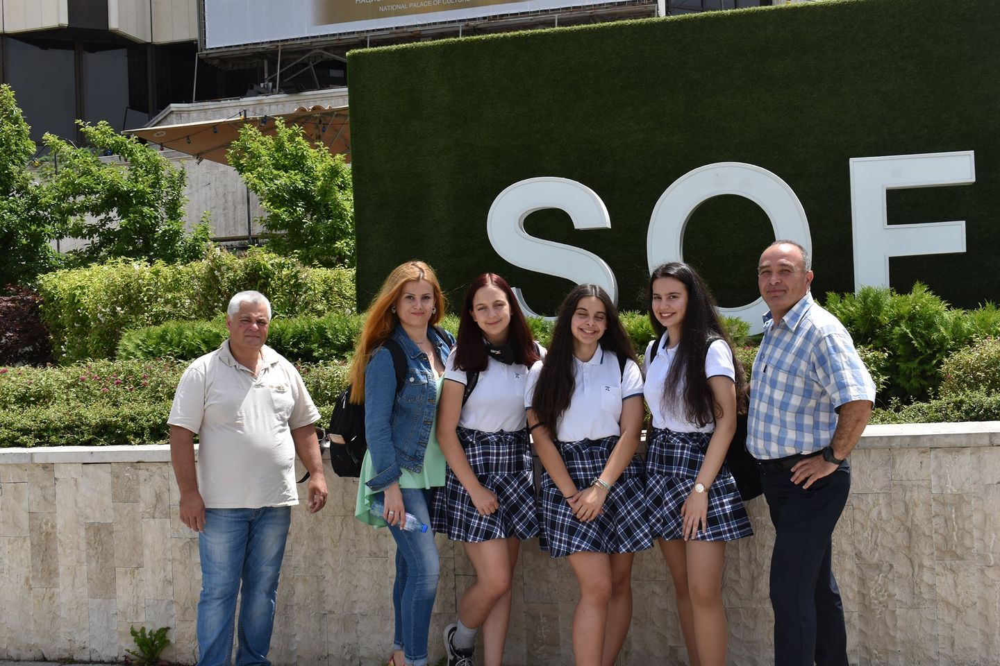 NATIONAL PALACE OF CULTURE
SOF
π
π